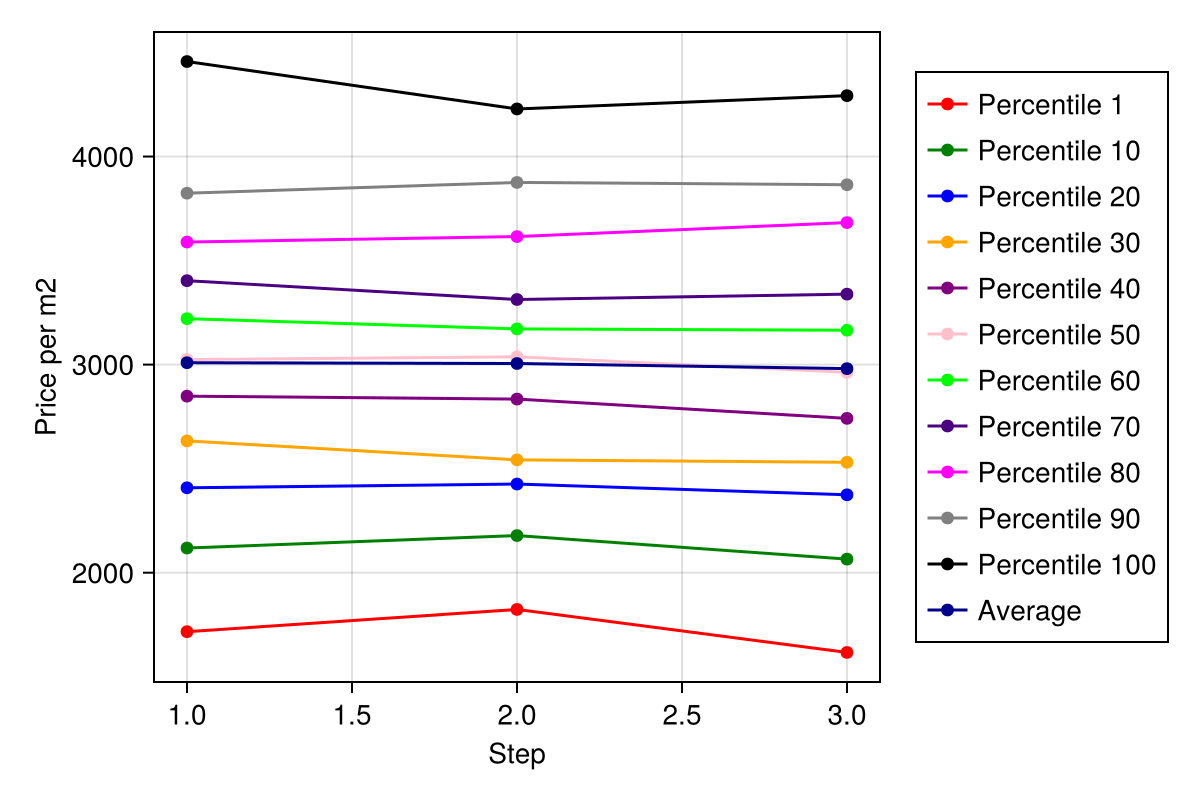 4000
3000
2000
Price per m2
1.0 1.5 2.0 2.5 3.0
Step
Percentile 1
Percentile 10
Percentile 20
Percentile 30
Percentile 40
Percentile 50
Percentile 60
Percentile 70
Percentile 80
Percentile 90
Percentile 100
Average